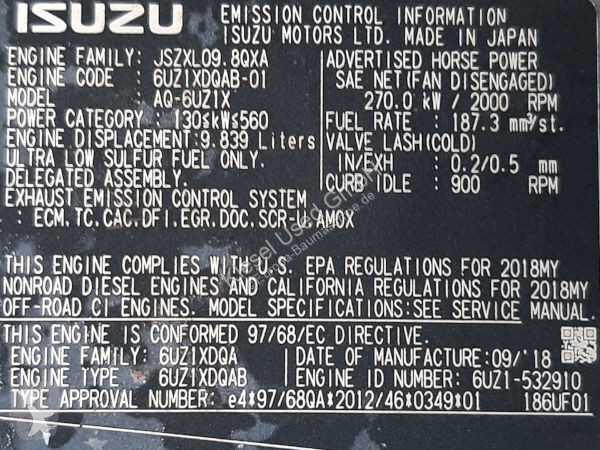 ISUZU EMISSION CONTROL INFORMATION
ISUZU MOTORS LTD. MADE IN JAPAN
ENGINE FAMILY: JSZXL09.8QXA
ENGINE CODE : 6UZ1XDQAB-01
MODEL : AQ-6UZ1X
POWER CATEGORY : 130≤kW≤560
ENGINE DISPLACEMENT:9.839 Liters
ULTRA LOW SULFUR FUEL ONLY.
DELEGATED ASSEMBLY.
EXHAUST EMISSION CONTROL SYSTEM
: ECM,TC,CAC,DFI,EGR,DOC,SCR-U,AMOX
ADVERTISED HORSE POWER
SAE NET(FAN DISENGAGED)
270.0 kW / 2000 RPM
FUEL RATE : 187.3 mm³/st.
VALVE LASH(COLD)
IN/EXH : 0.2/0.5 mm
CURB IDLE : 900 RPM
THIS ENGINE COMPLIES WITH U.S. EPA REGULATIONS FOR 2018MY
NONROAD DIESEL ENGINES AND CALIFORNIA REGULATIONS FOR 2018MY
OFF-ROAD CI ENGINES. MODEL SPECIFICATIONS:SEE SERVICE MANUAL.
THIS ENGINE IS CONFORMED 97/68/EC DIRECTIVE.
ENGINE FAMILY: 6UZ1XDQA DATE OF MANUFACTURE:09/'18
ENGINE TYPE : 6UZ1XDQAB ENGINE ID NUMBER: 6UZ1-532910
TYPE APPROVAL NUMBER: e4*97/68QA*2012/46*0349*01 186UF01
Diesel Used GmbH